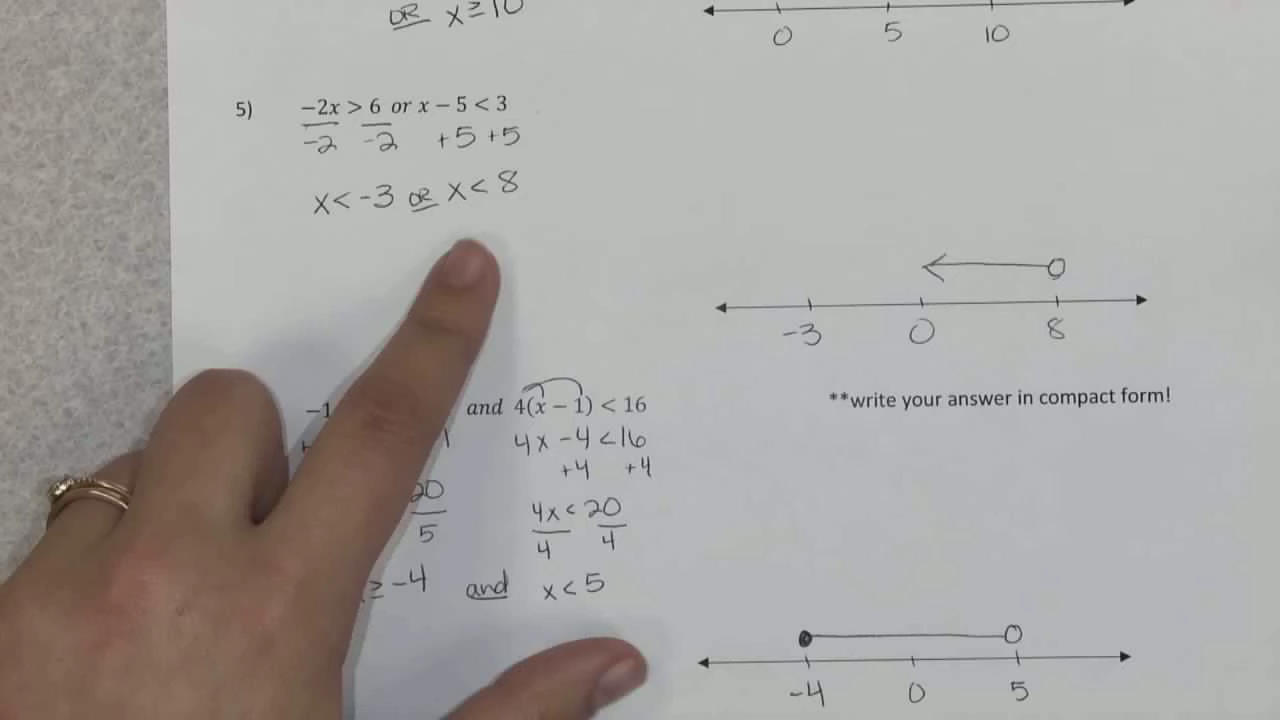 OR x ≥ 10
0 5 10
5) −2x > 6 or x − 5 < 3
-2 -2 +5 +5
x < -3 OR x < 8
-3 0 8
**write your answer in compact form!
−1 and 4(x − 1) < 16
4x - 4 < 16
+4 +4
20 4x < 20
5 4 4
≥ -4 and x < 5
-4 0 5